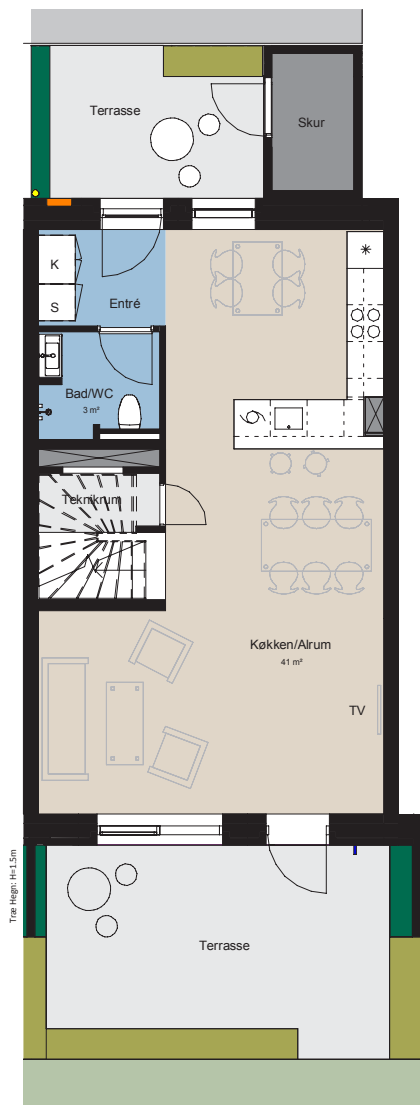 Terrasse
Skur
K
Entré
S
Bad/WC
3 m²
Teknikrum
Køkken/Alrum
41 m²
TV
Træ Hegn: H=1.5m
Terrasse